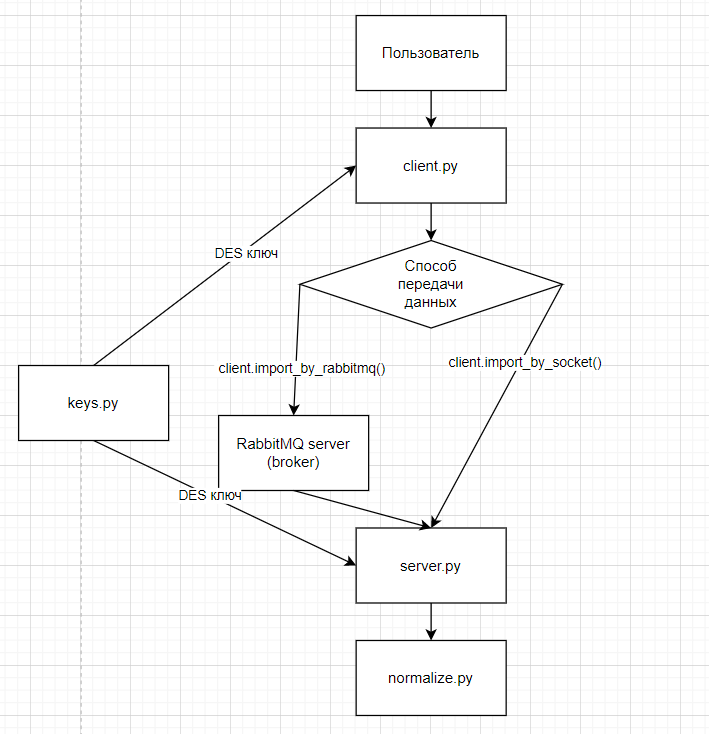 Пользователь
client.py
DES ключ
Способ
передачи
данных
client.import_by_socket()
client.import_by_rabbitmq()
keys.py
RabbitMQ server
(broker)
DES ключ
server.py
normalize.py